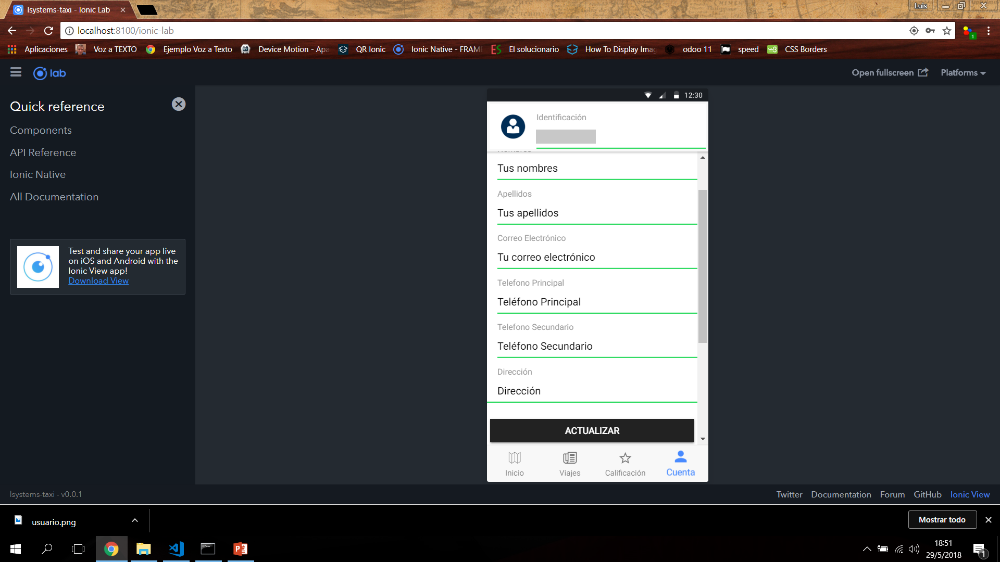 lsystems-taxi - Ionic Lab
Luis
localhost:8100/ionic-lab
1
Aplicaciones
Voz a TEXTO
Ejemplo Voz a Texto
Device Motion - Apa
QR Ionic
Ionic Native - FRAM
El solucionario
How To Display Imag
odoo 11
speed
CSS Borders
lab
Open fullscreen
Platforms
Quick reference
Components
API Reference
Ionic Native
All Documentation
Test and share your app live
on iOS and Android with the
Ionic View app!
Download View
12:30
Identificación
Tus nombres
Apellidos
Tus apellidos
Correo Electrónico
Tu correo electrónico
Telefono Principal
Teléfono Principal
Telefono Secundario
Teléfono Secundario
Dirección
Dirección
ACTUALIZAR
Inicio
Viajes
Calificación
Cuenta
lsystems-taxi - v0.0.1
Twitter
Documentation
Forum
GitHub
Ionic View
usuario.png
Mostrar todo
18:51
29/5/2018
1